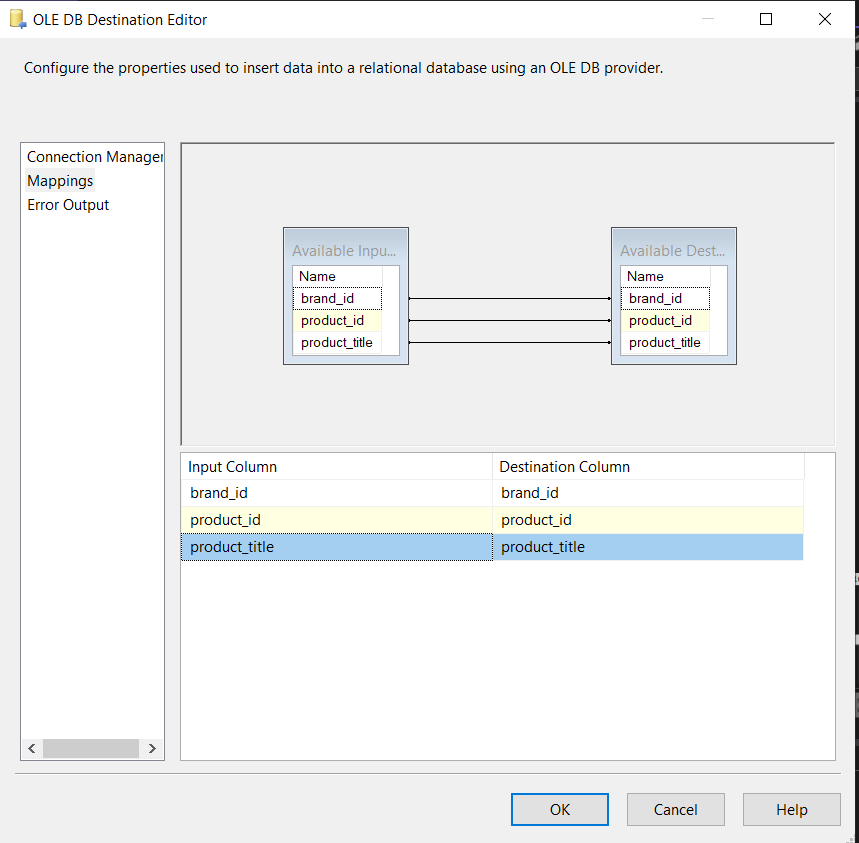 OLE DB Destination Editor
Configure the properties used to insert data into a relational database using an OLE DB provider.
Connection Manager
Mappings
Error Output
Available Inpu...
Name
brand_id
product_id
product_title
Available Dest...
Name
brand_id
product_id
product_title
Input Column Destination Column
brand_id brand_id
product_id product_id
product_title product_title
OK Cancel Help